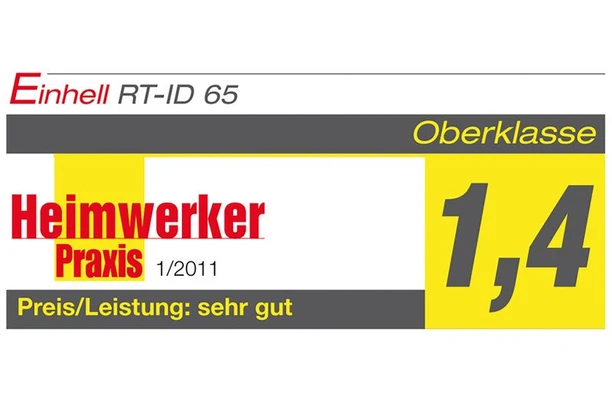 Einhell RT-ID 65
Oberklasse
Heimwerker
Praxis 1/2011
1,4
Preis/Leistung: sehr gut